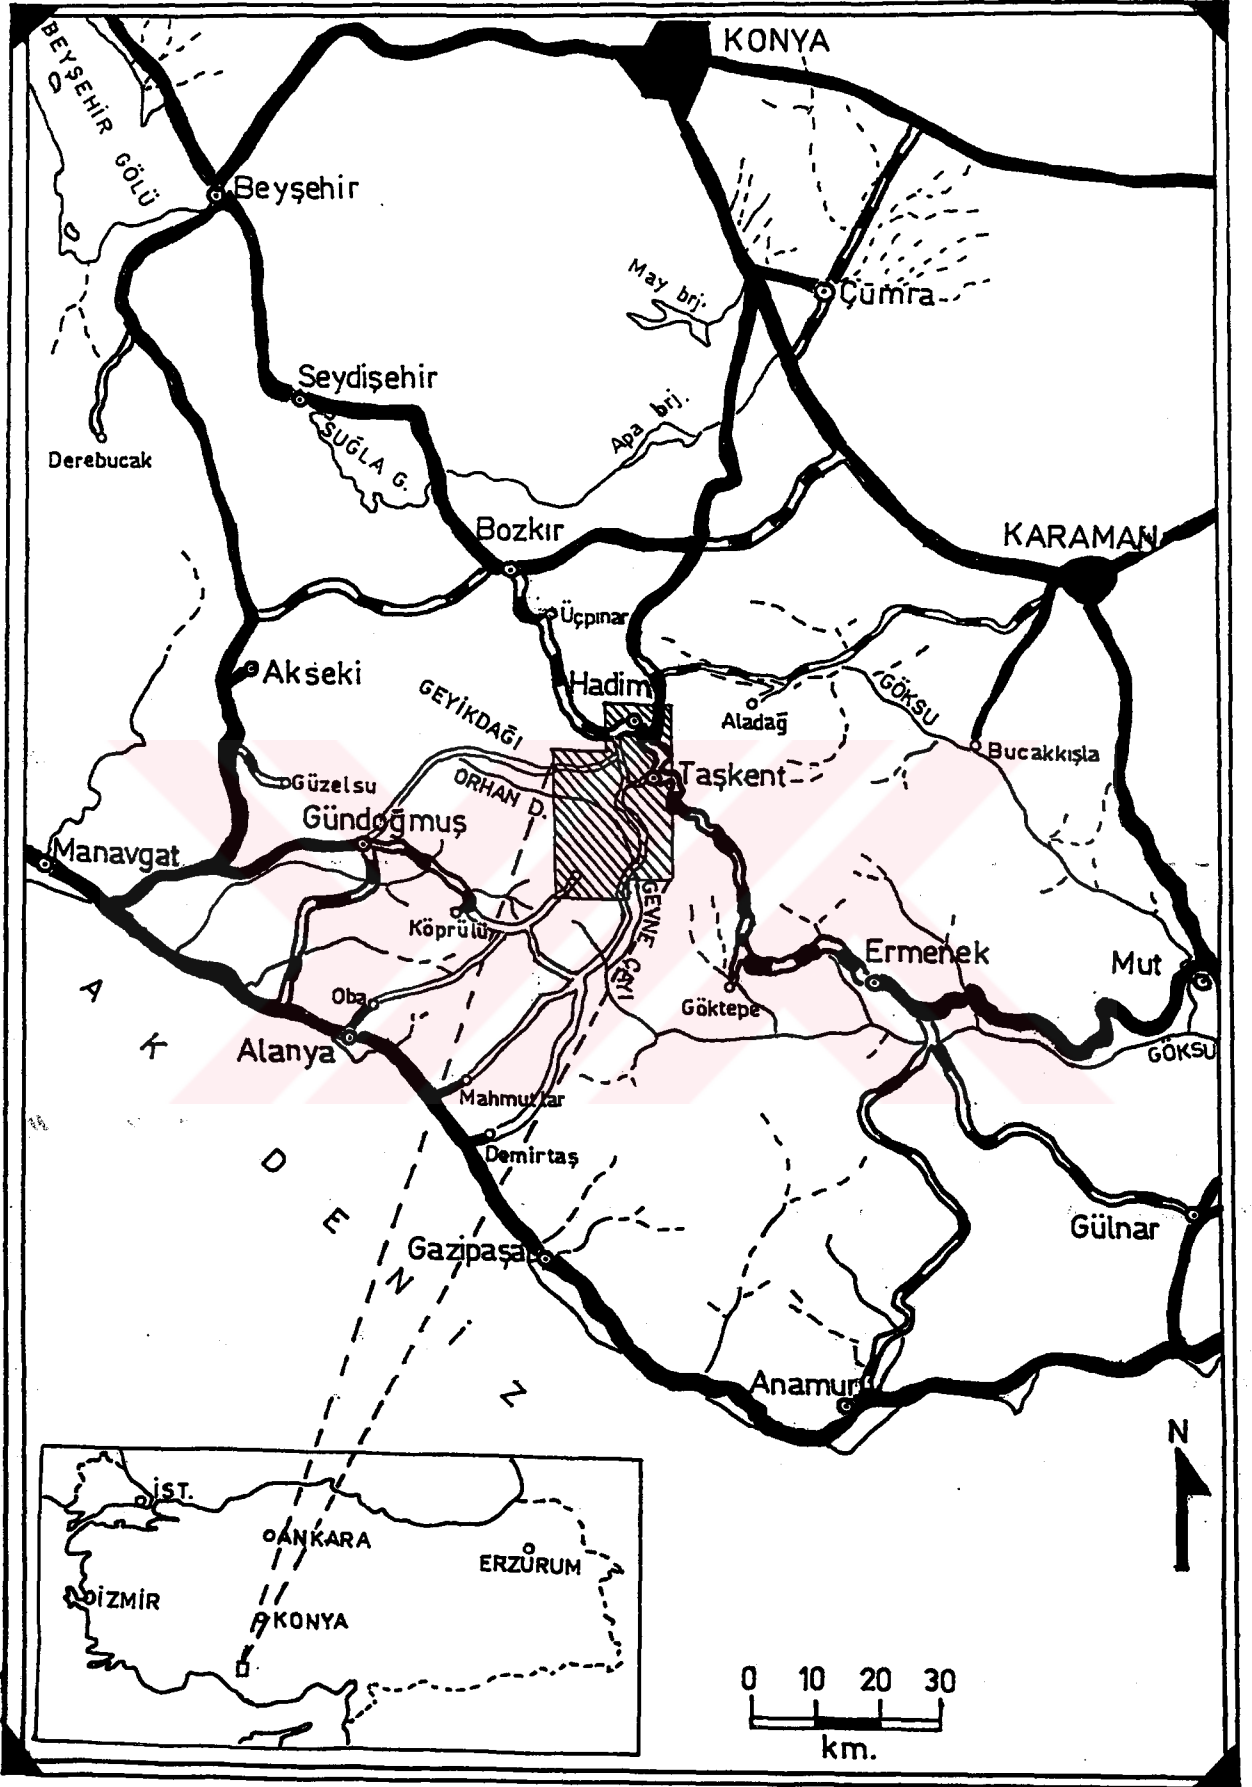 KONYA
BEYŞEHİR GÖLÜ
Beyşehir
May brj.
Çumra
Seydişehir
SUĞLA G.
Apa brj.
Derebucak
Bozkır
KARAMAN
Üçpınar
Akseki
Hadim
GEYİKDAĞI
GÖKSU
Aladağ
Bucakkışla
Güzelsu
ORHAN D.
Taşkent
Gündoğmuş
Manavgat
GEVNE ÇAYI
Köprülü
Ermenek
Mut
Oba
Göktepe
Alanya
GÖKSU
Mahmutlar
Demirtaş
AKDENİZ
Gazipaşa
Gülnar
Anamur
N
İST.
ANKARA
ERZURUM
İZMİR
KONYA
0 10 20 30
km.